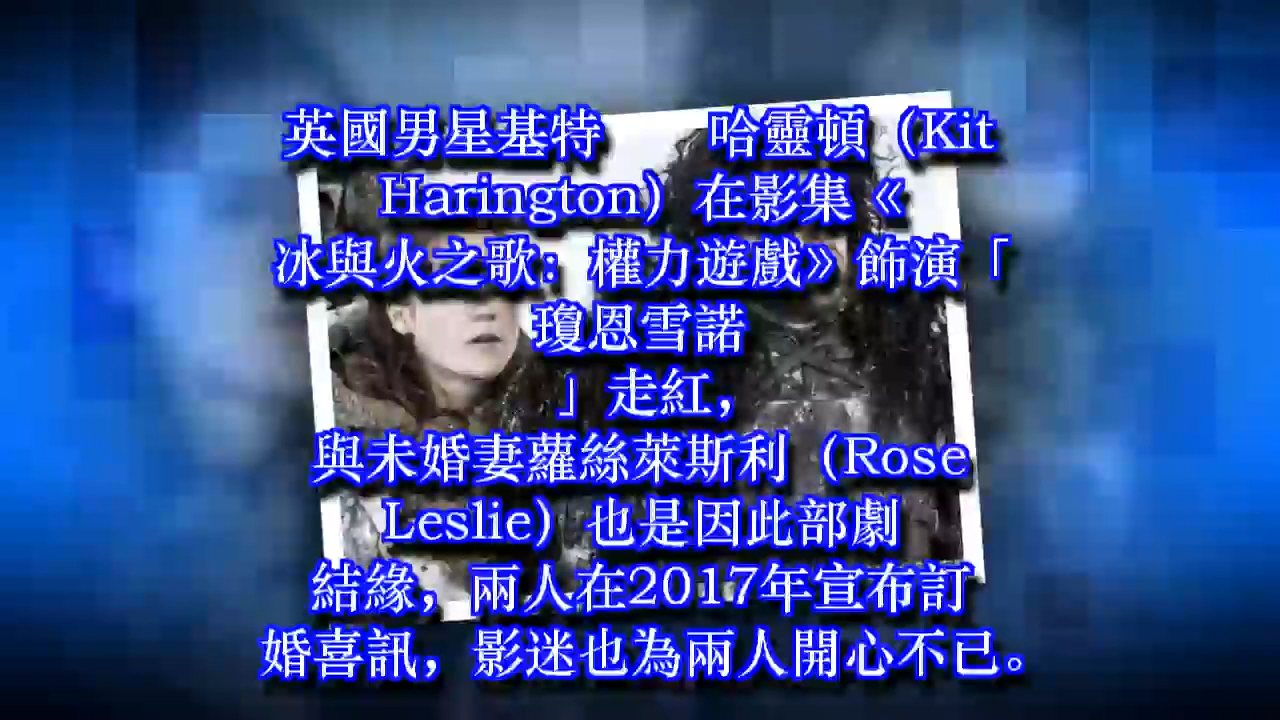 英國男星基特 哈靈頓（Kit
Harington）在影集《
冰與火之歌：權力遊戲》飾演「
瓊恩雪諾
」走紅，
與未婚妻蘿絲萊斯利（Rose
Leslie）也是因此部劇
結緣，兩人在2017年宣布訂
婚喜訊，影迷也為兩人開心不已。